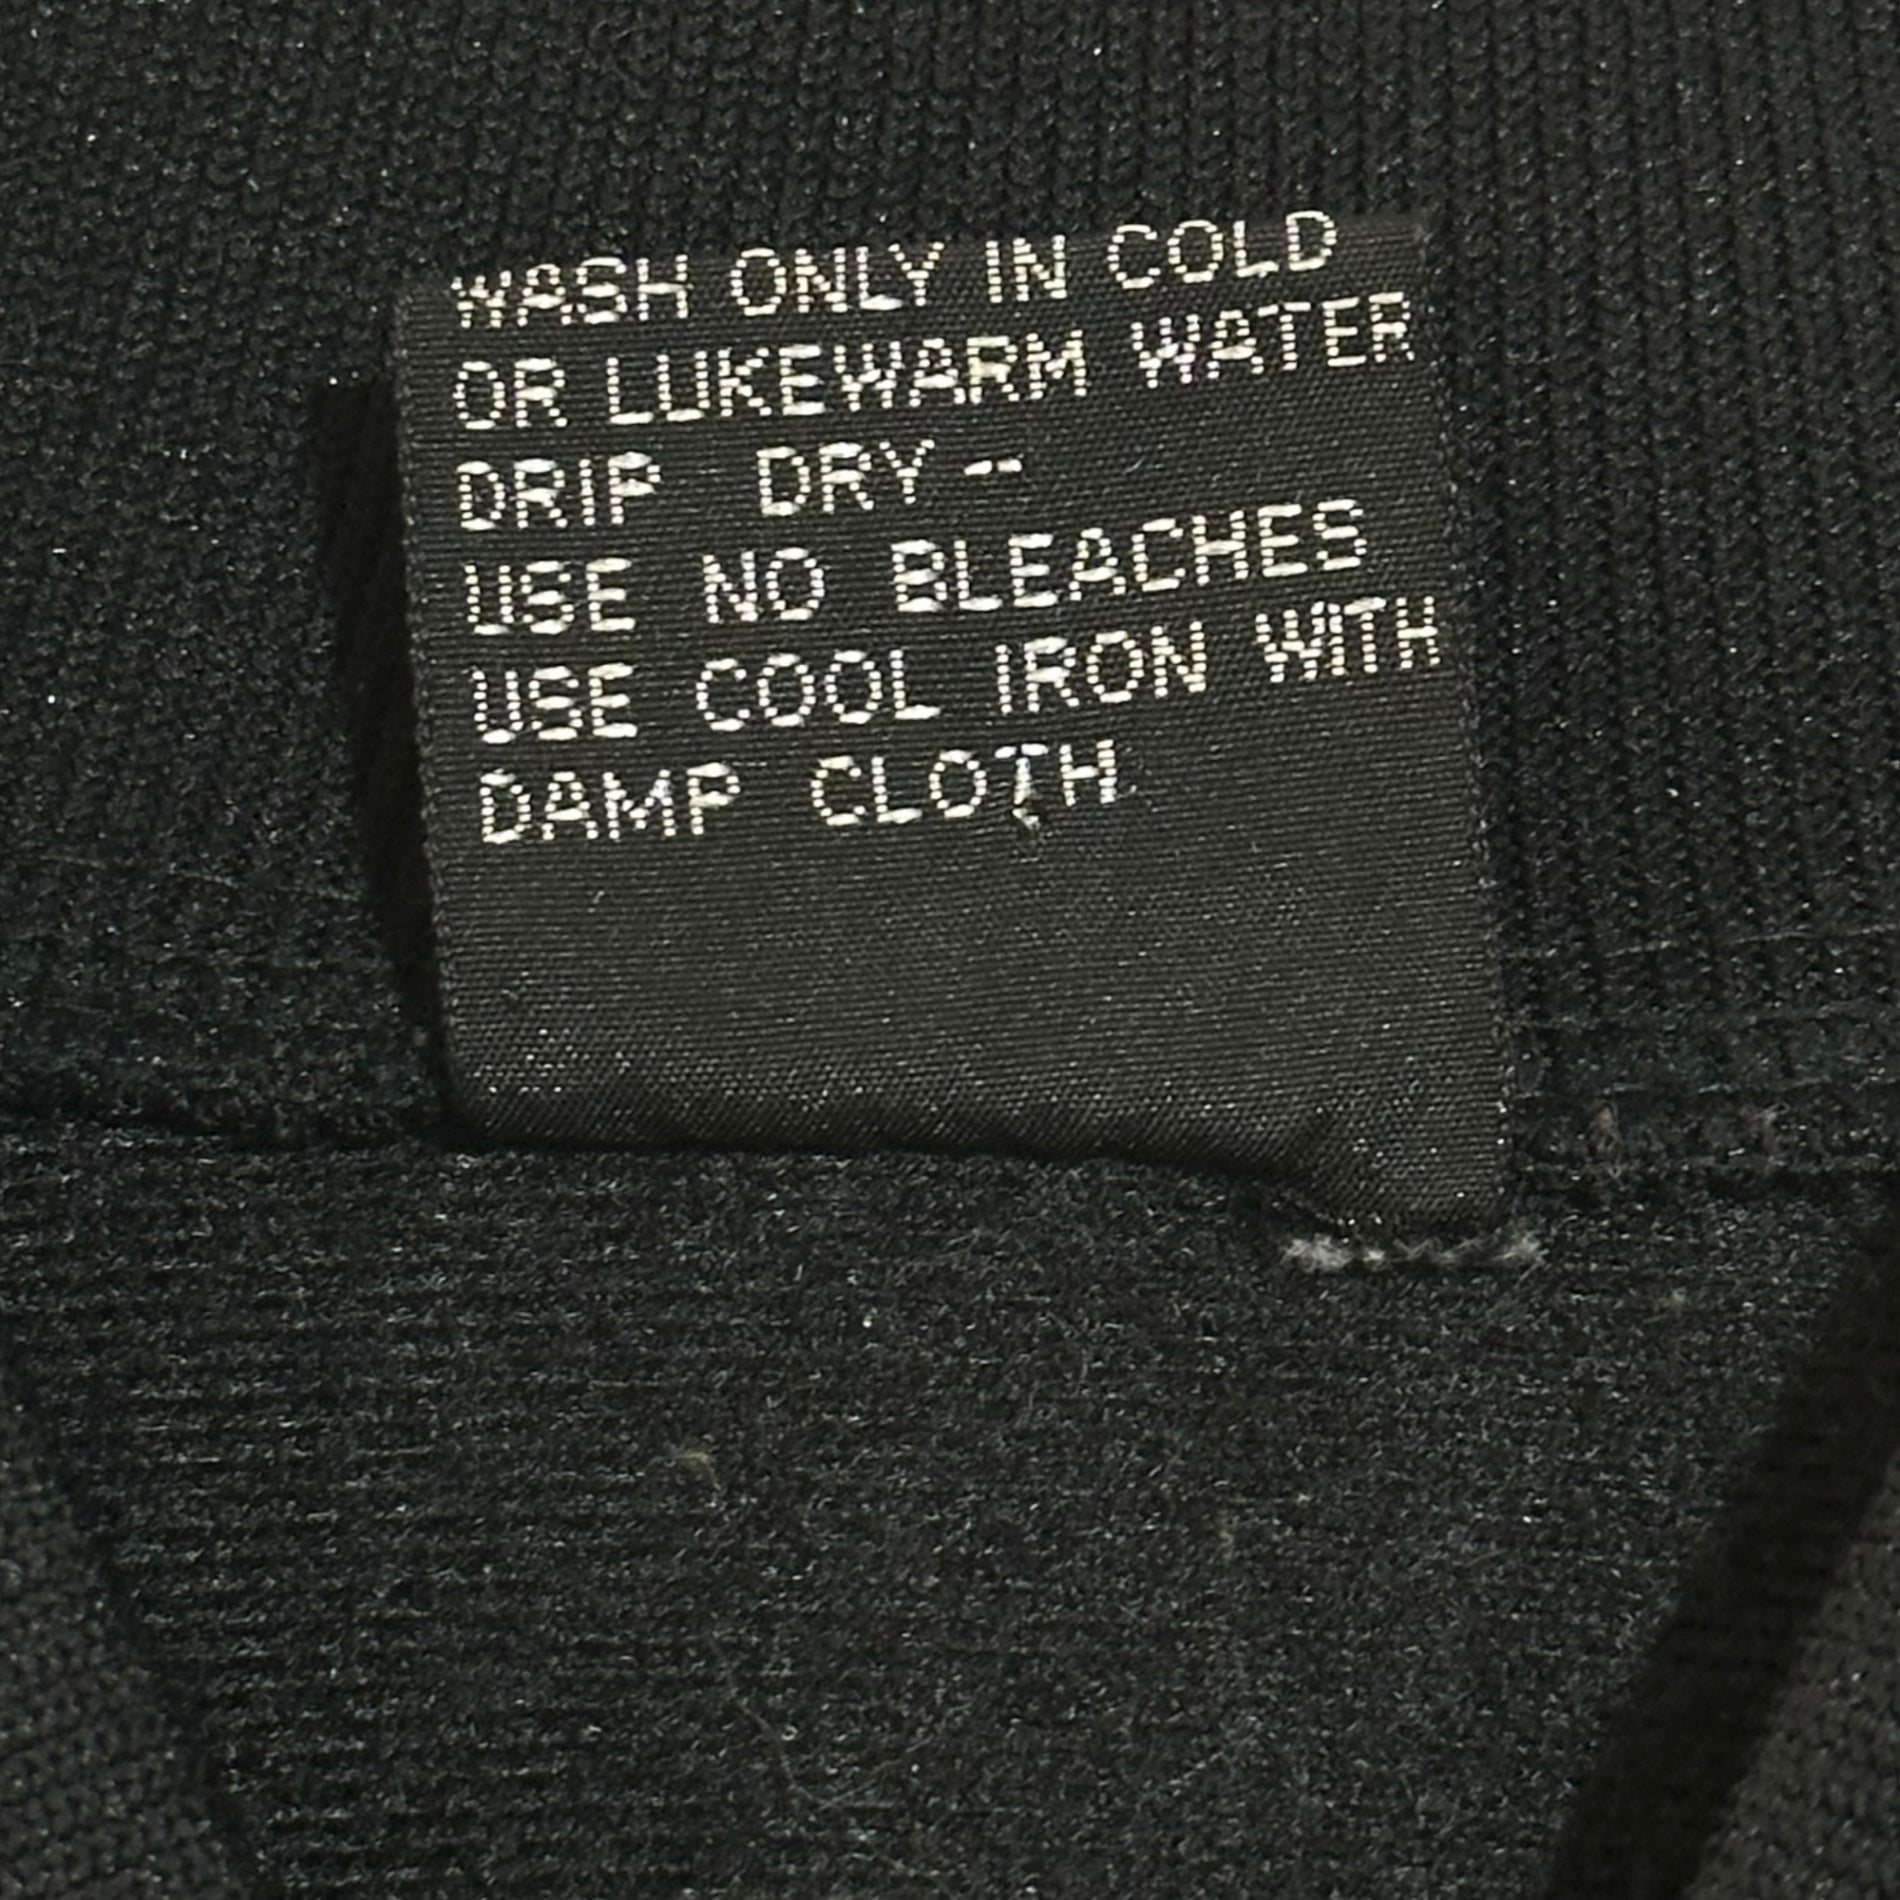 WASH ONLY IN COLD
OR LUKEWARM WATER
DRIP DRY--
USE NO BLEACHES
USE COOL IRON WITH
DAMP CLOTH